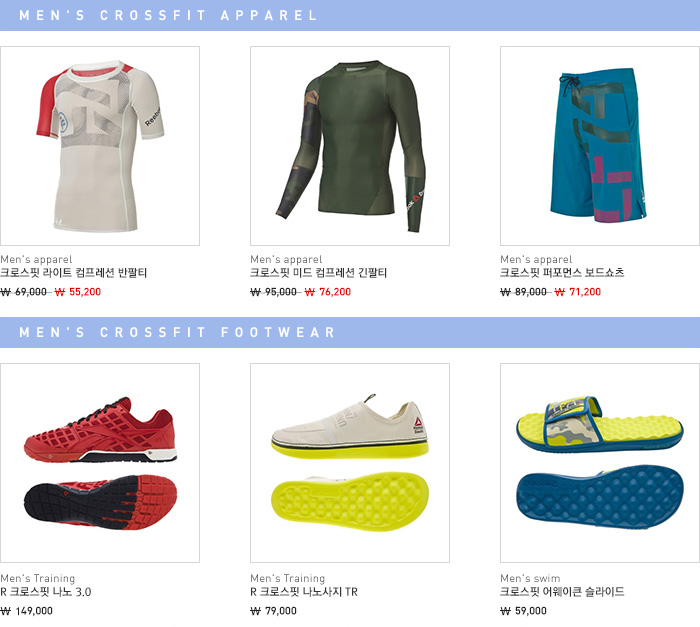 MEN'S CROSSFIT APPAREL
Reebok
Men's apparel
크로스핏 라이트 컴프레션 반팔티
₩ 69,000 ₩ 55,200
Men's apparel
크로스핏 미드 컴프레션 긴팔티
₩ 95,000 ₩ 76,200
Men's apparel
크로스핏 퍼포먼스 보드쇼츠
₩ 89,000 ₩ 71,200
MEN'S CROSSFIT FOOTWEAR
Men's Training
R 크로스핏 나노 3.0
₩ 149,000
Men's Training
R 크로스핏 나노사지 TR
₩ 79,000
Men's swim
크로스핏 어웨이큰 슬라이드
₩ 59,000